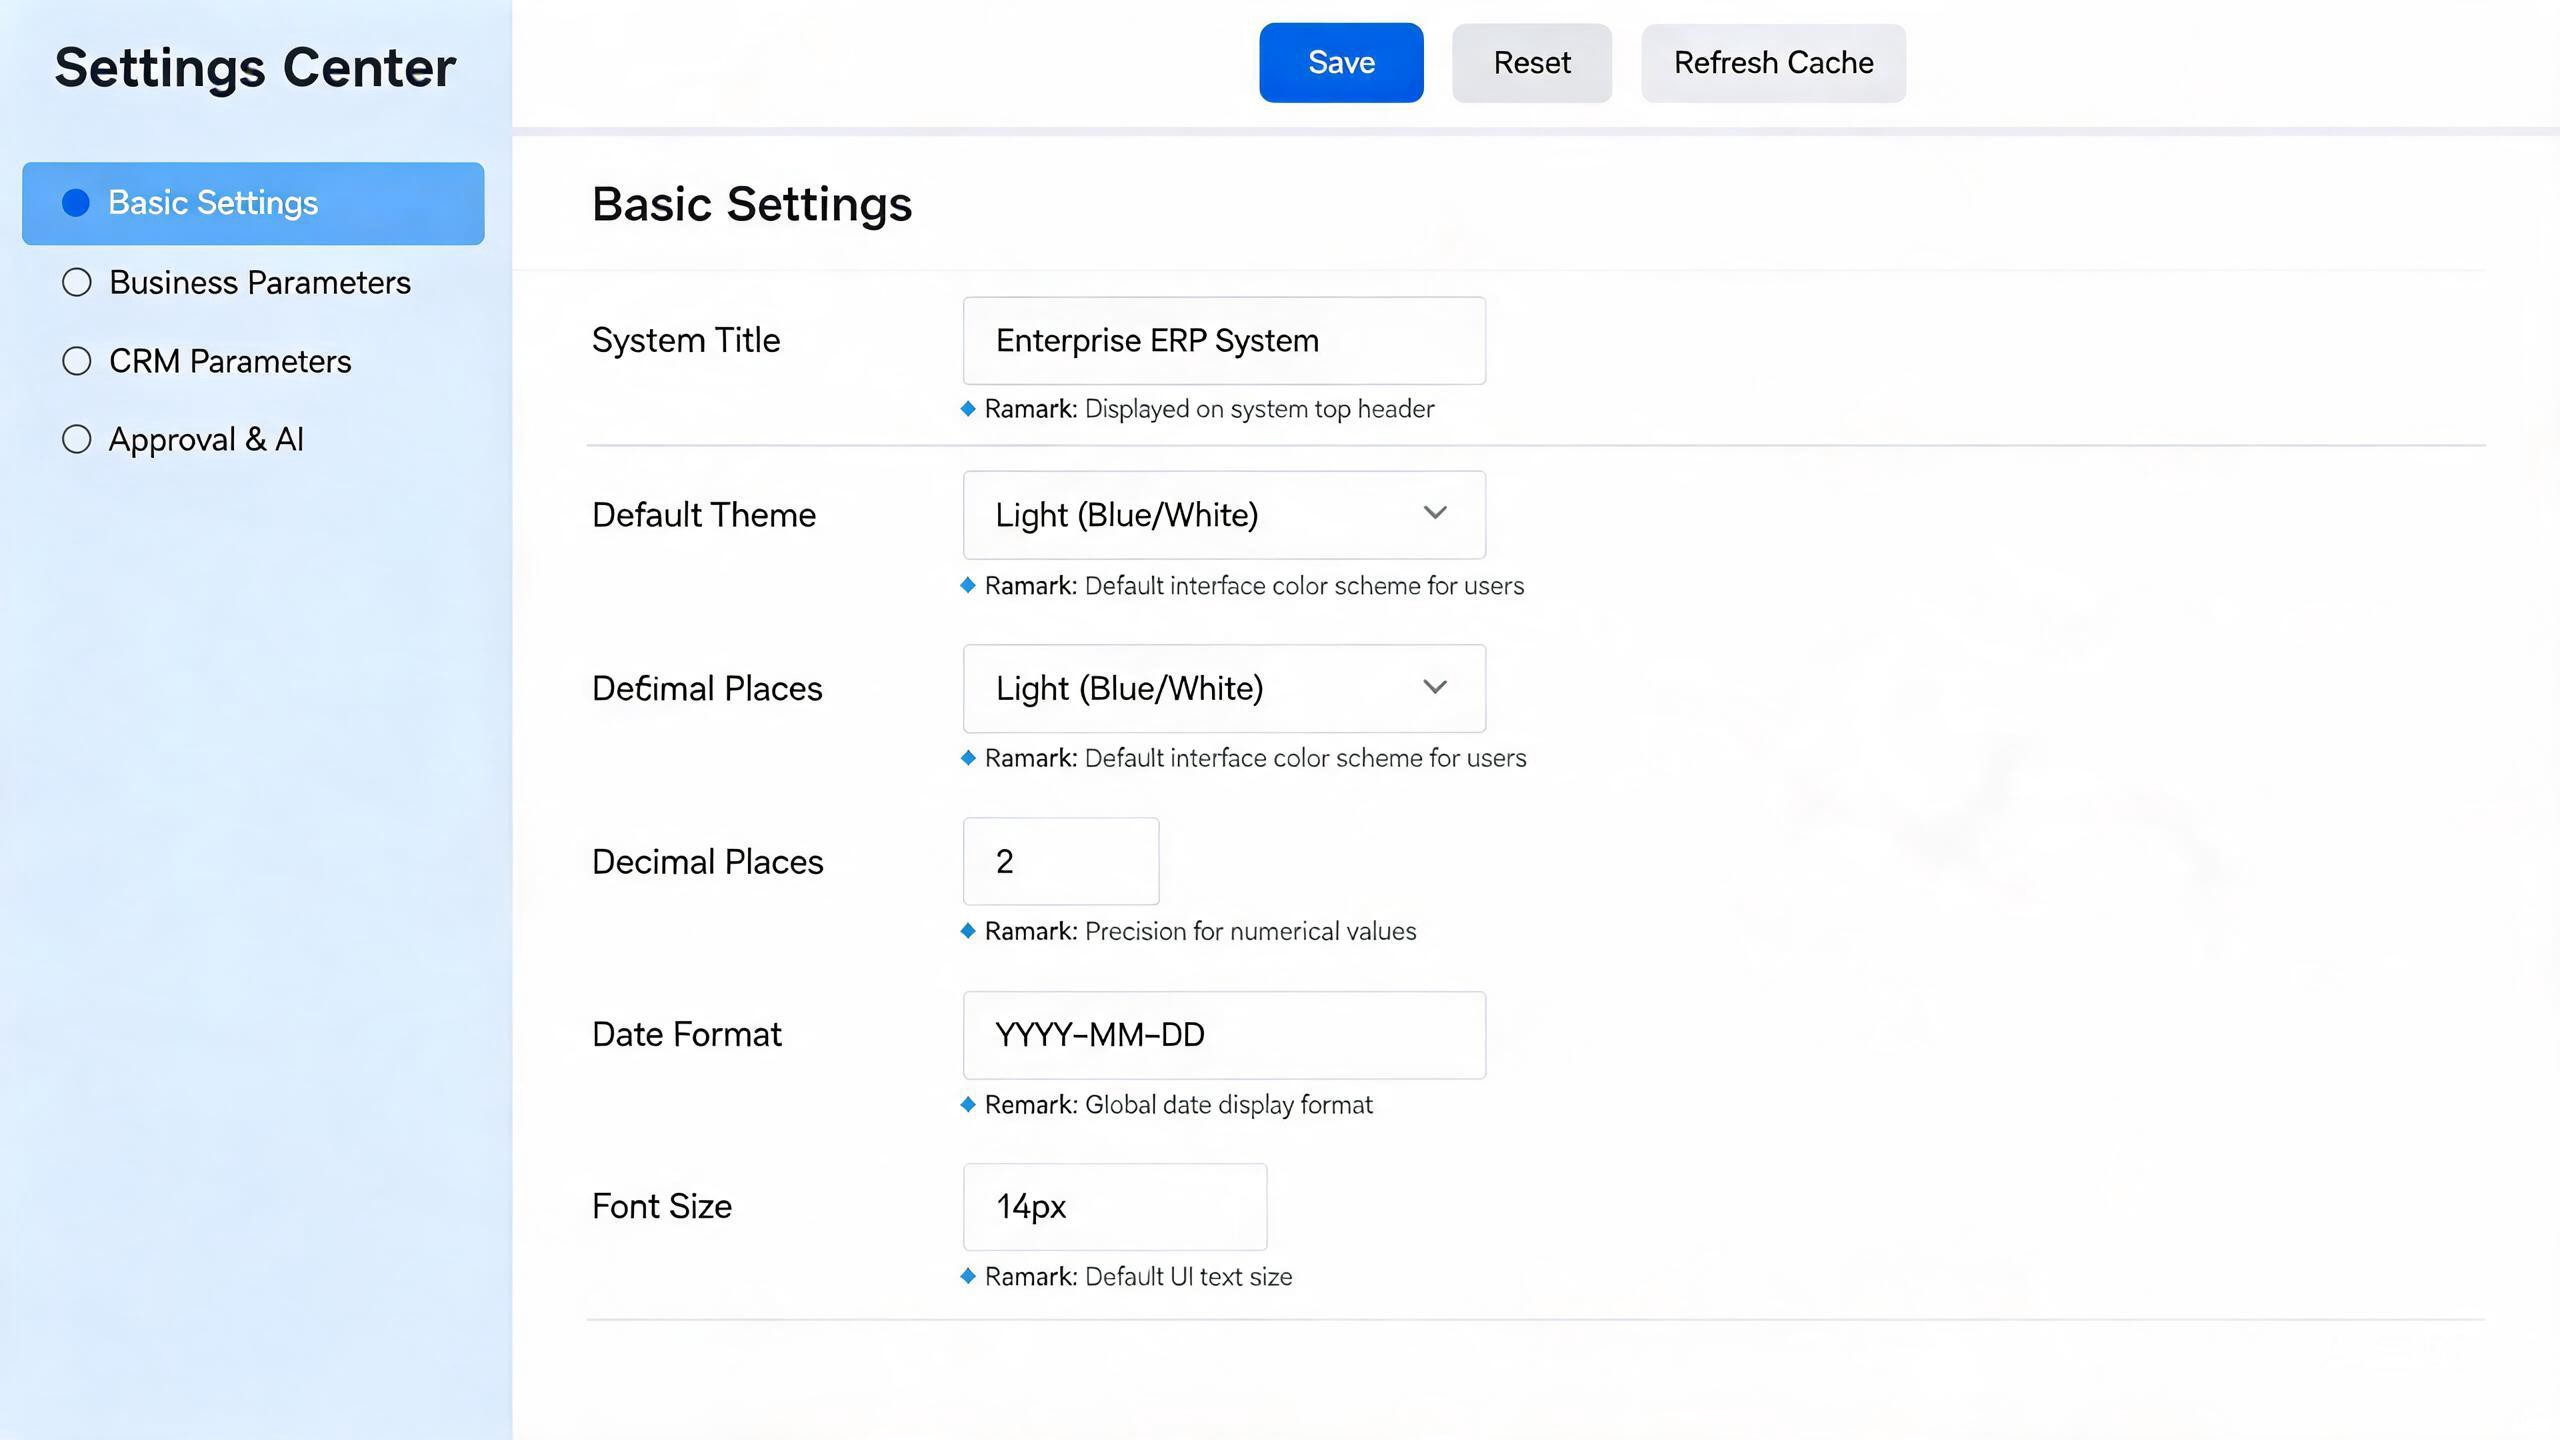 Settings Center
Save
Reset
Refresh Cache
Basic Settings
Business Parameters
CRM Parameters
Approval & AI
Basic Settings
System Title
Enterprise ERP System
Ramark: Displayed on system top header
Default Theme
Light (Blue/White)
Ramark: Default interface color scheme for users
Places
Light (Blue/White)
Ramark: Default interface color scheme for users
Decimal Places
2
Ramark: Precision for numerical values
Date Format
YYYY–MM–DD
Remark: Global date display format
Font Size
14px
Ramark: Default UI text size